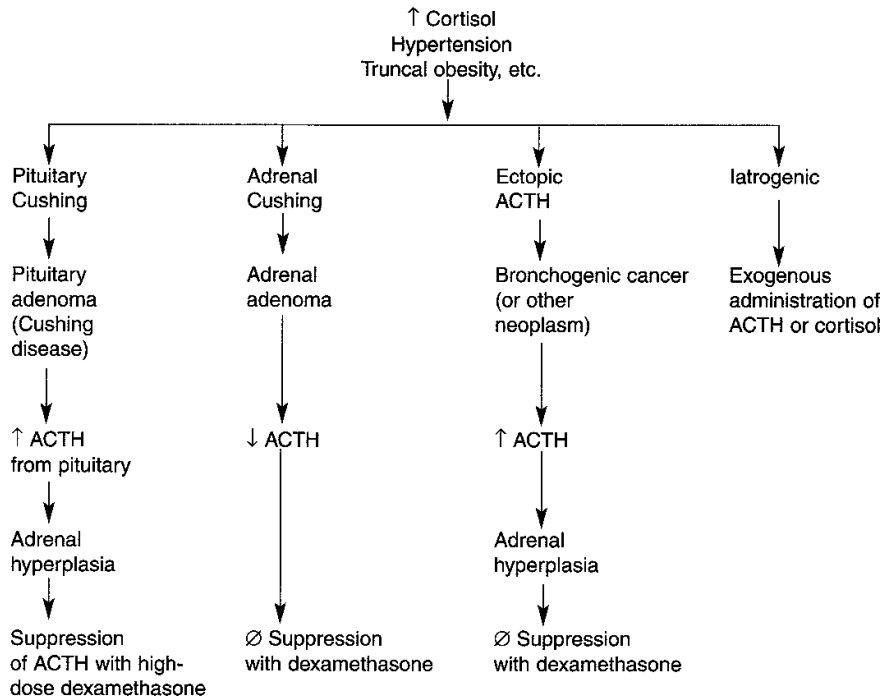 ↑ Cortisol
Hypertension
Truncal obesity, etc.
Pituitary
Cushing
Adrenal
Cushing
Ectopic
ACTH
Iatrogenic
Pituitary
adenoma
(Cushing
disease)
Adrenal
adenoma
Bronchogenic cancer
(or other
neoplasm)
Exogenous
administration of
ACTH or cortisol
↑ ACTH
from pituitary
↓ ACTH
↑ ACTH
Adrenal
hyperplasia
Adrenal
hyperplasia
Suppression
of ACTH with high-
dose dexamethasone
∅ Suppression
with dexamethasone
∅ Suppression
with dexamethasone